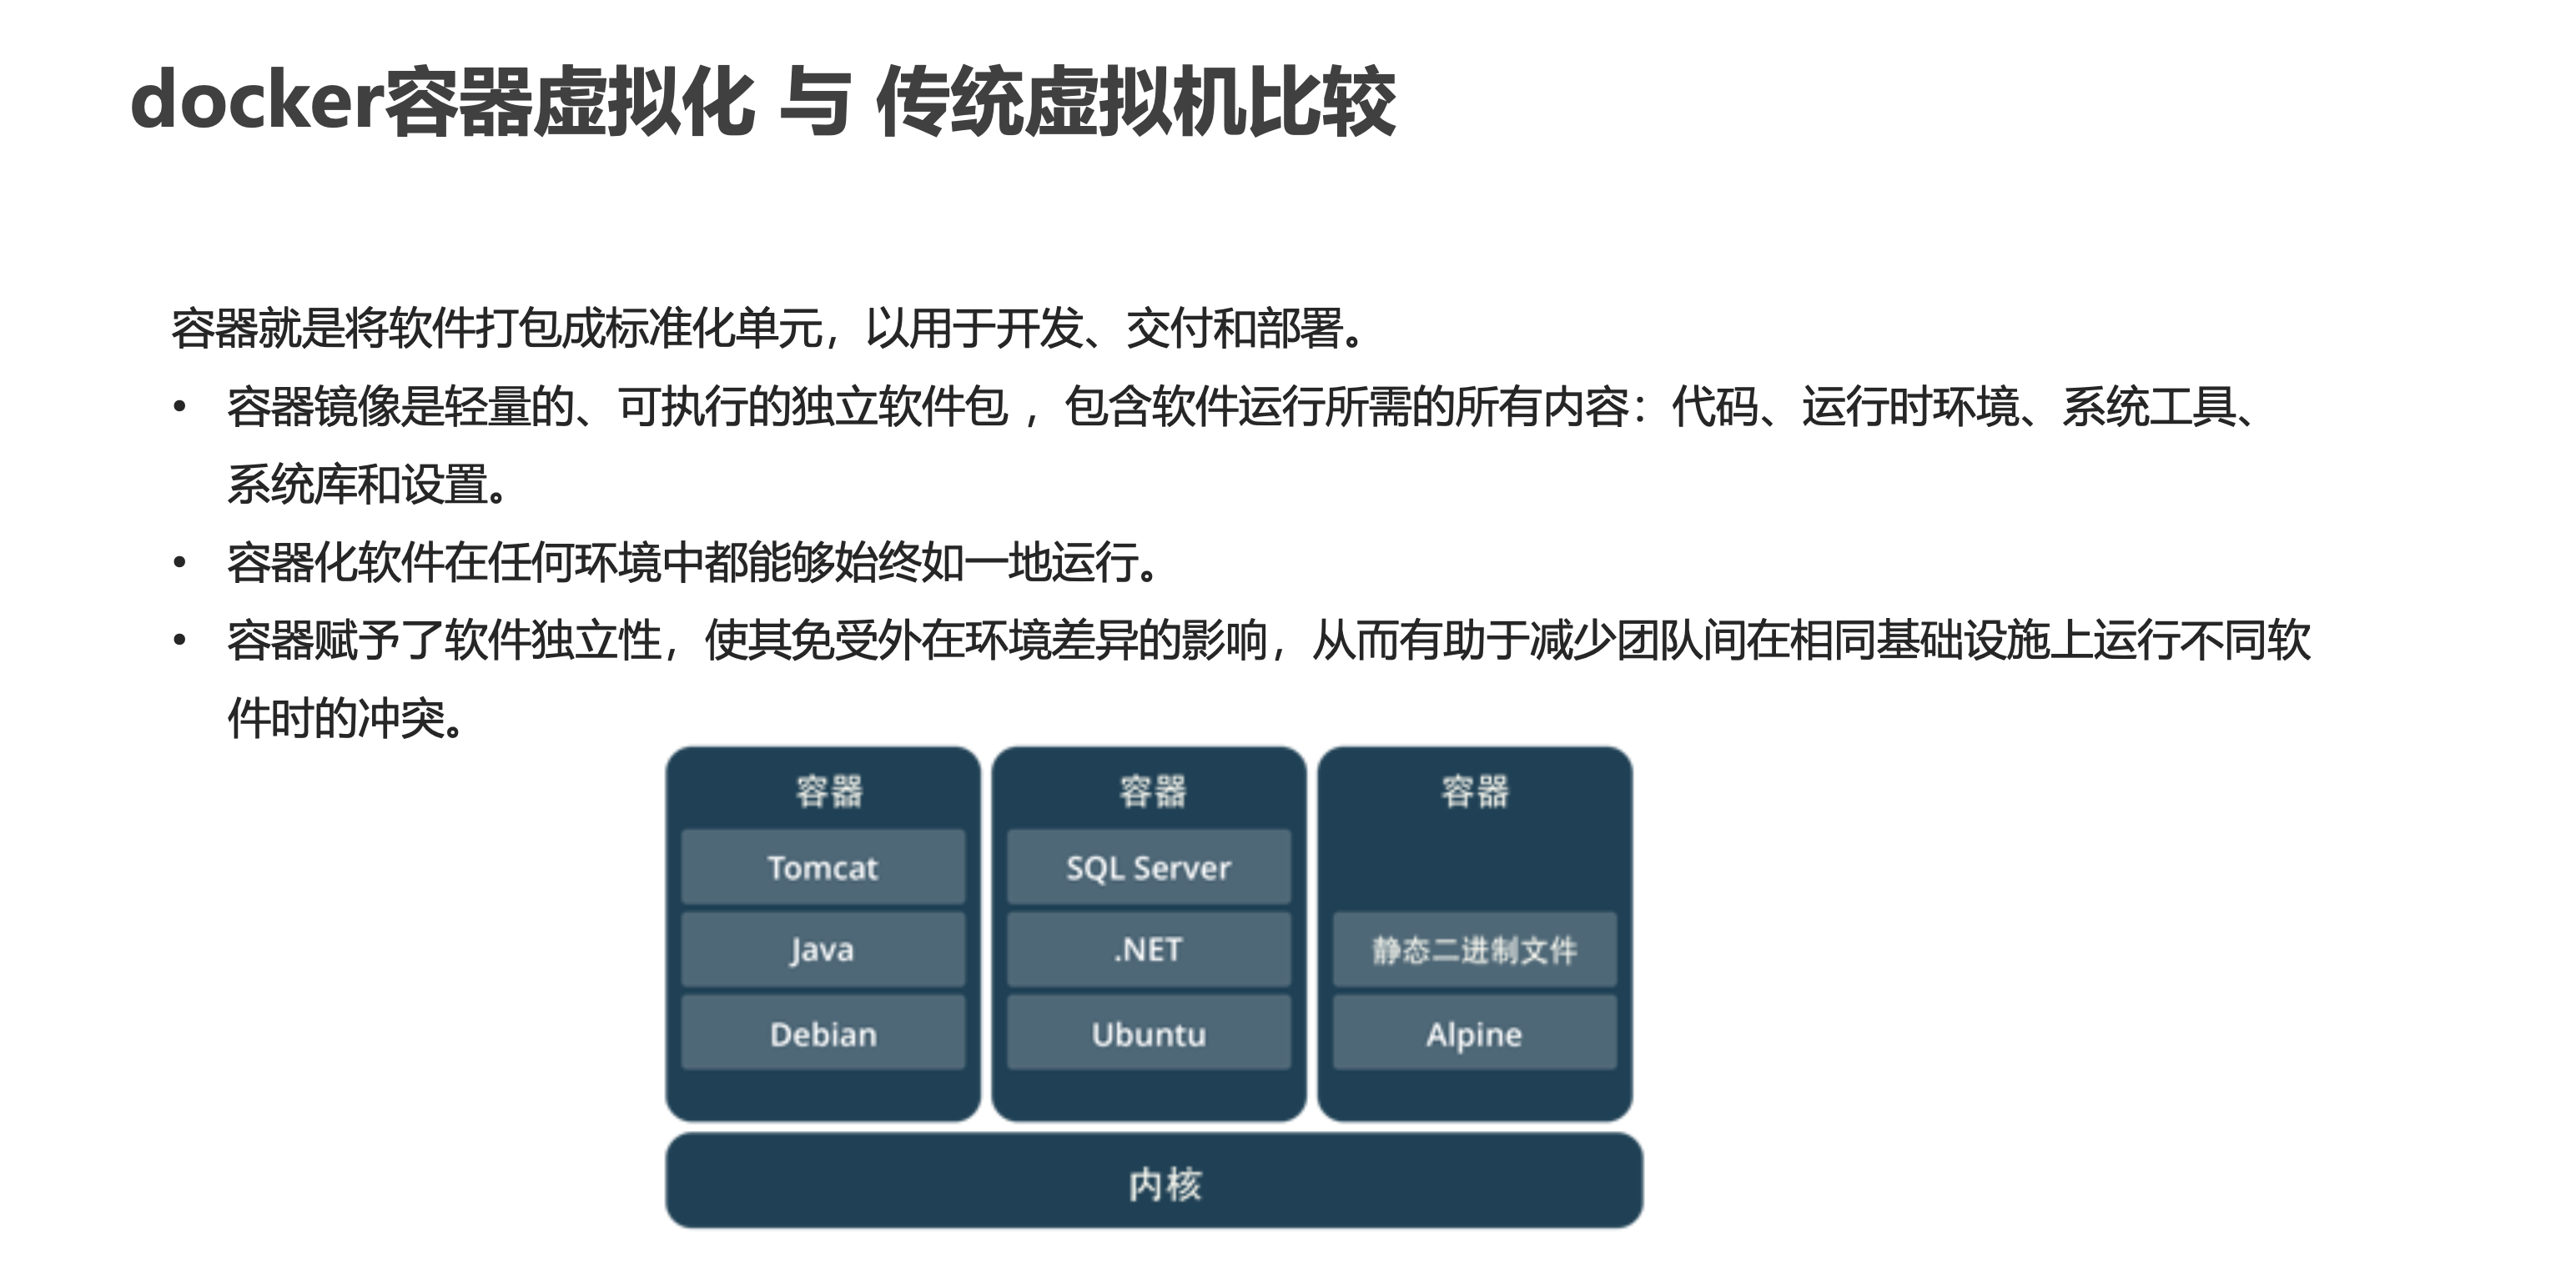 docker容器虚拟化 与 传统虚拟机比较
容器就是将软件打包成标准化单元，以用于开发、交付和部署。
• 容器镜像是轻量的、可执行的独立软件包 ，包含软件运行所需的所有内容：代码、运行时环境、系统工具、
系统库和设置。
• 容器化软件在任何环境中都能够始终如一地运行。
• 容器赋予了软件独立性，使其免受外在环境差异的影响，从而有助于减少团队间在相同基础设施上运行不同软
件时的冲突。
容器
Tomcat
Java
Debian
容器
SQL Server
.NET
Ubuntu
容器
静态二进制文件
Alpine
内核